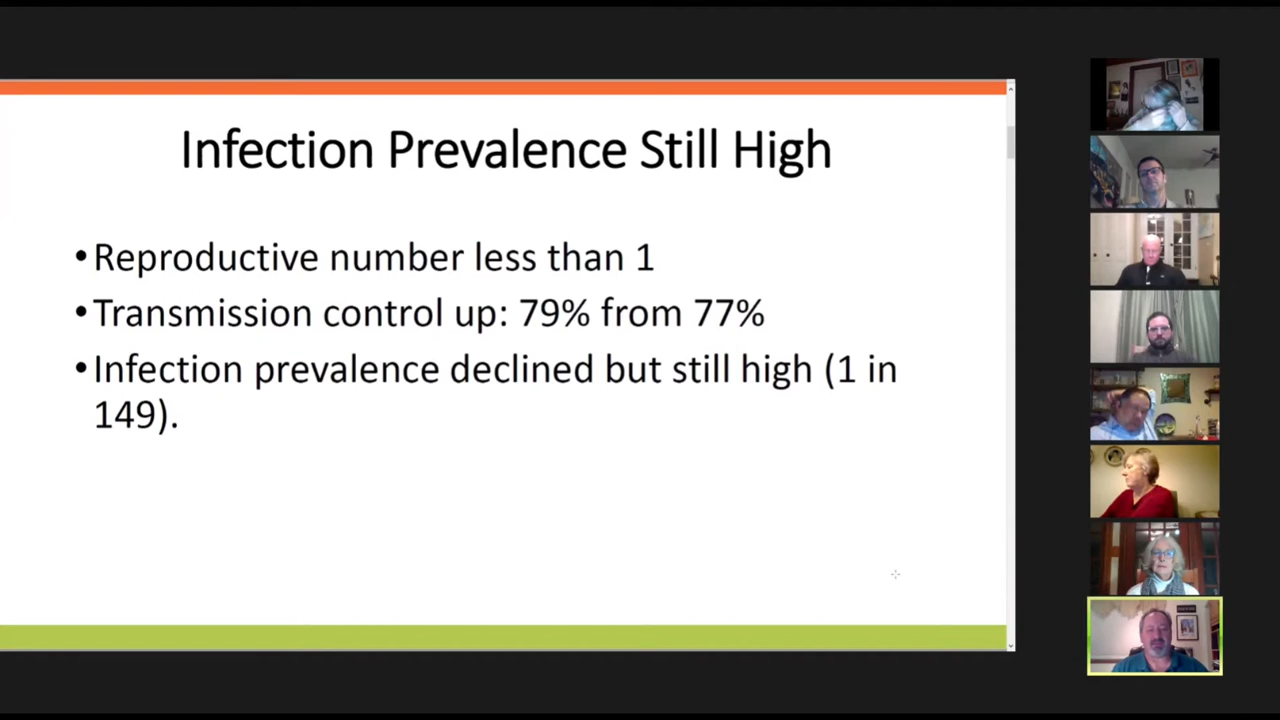 Infection Prevalence Still High
•Reproductive number less than 1
•Transmission control up: 79% from 77%
•Infection prevalence declined but still high (1 in
149).